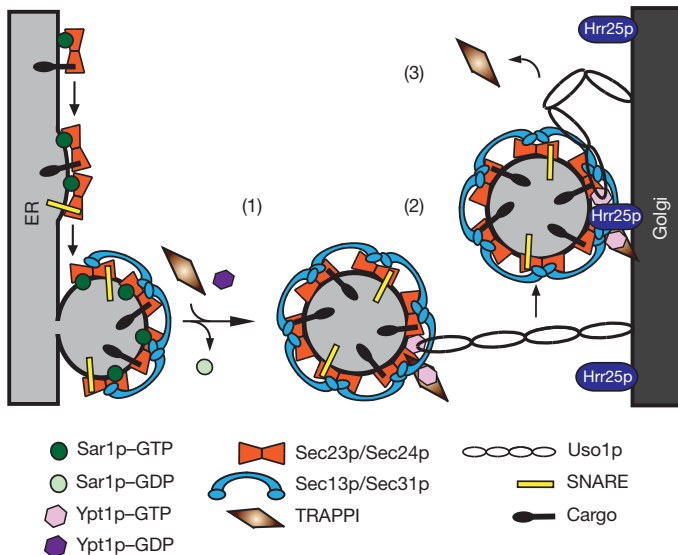 Hrr25p
(3)
ER
(1)
(2)
Hrr25p
Golgi
Hrr25p
Sar1p–GTP
Sec23p/Sec24p
Uso1p
Sar1p–GDP
Sec13p/Sec31p
SNARE
Ypt1p–GTP
TRAPPI
Cargo
Ypt1p–GDP